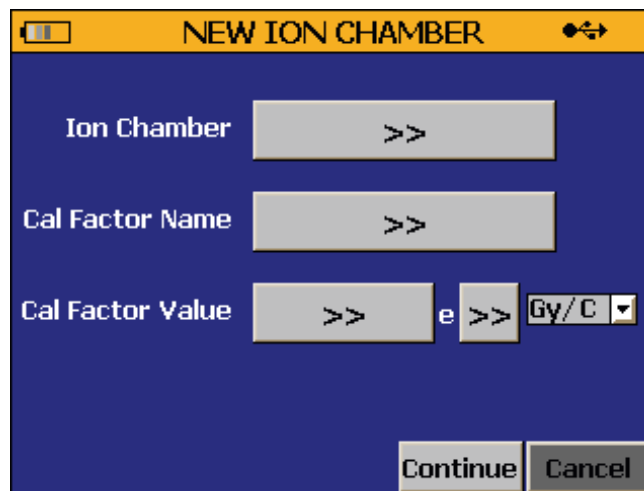 NEW ION CHAMBER
Ion Chamber >>
Cal Factor Name >>
Cal Factor Value >> e >> Gy/C
Continue Cancel